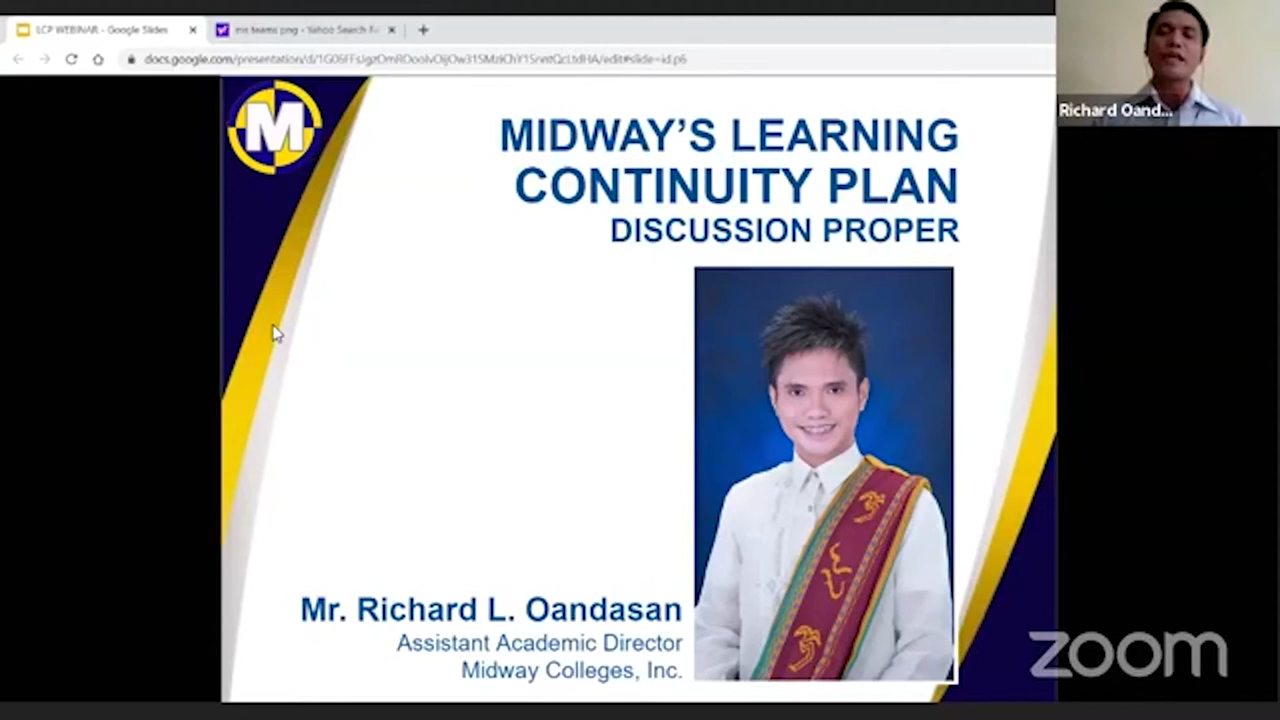 LCP WEBINAR - Google Slides
ms teams png - Yahoo Search Re
Richard Oand...
M
MIDWAY'S LEARNING
CONTINUITY PLAN
DISCUSSION PROPER
Mr. Richard L. Oandasan
Assistant Academic Director
Midway Colleges, Inc.
zoom